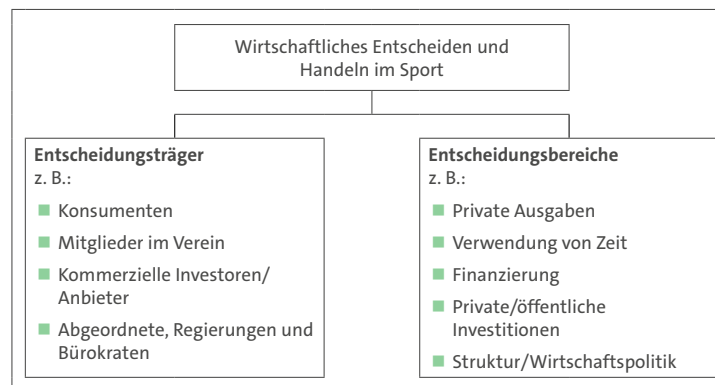 Wirtschaftliches Entscheiden und
Handeln im Sport
Entscheidungsträger
z. B.:
Konsumenten
Mitglieder im Verein
Kommerzielle Investoren/
Anbieter
Abgeordnete, Regierungen und
Bürokraten
Entscheidungsbereiche
z. B.:
Private Ausgaben
Verwendung von Zeit
Finanzierung
Private/öffentliche
Investitionen
Struktur/Wirtschaftspolitik